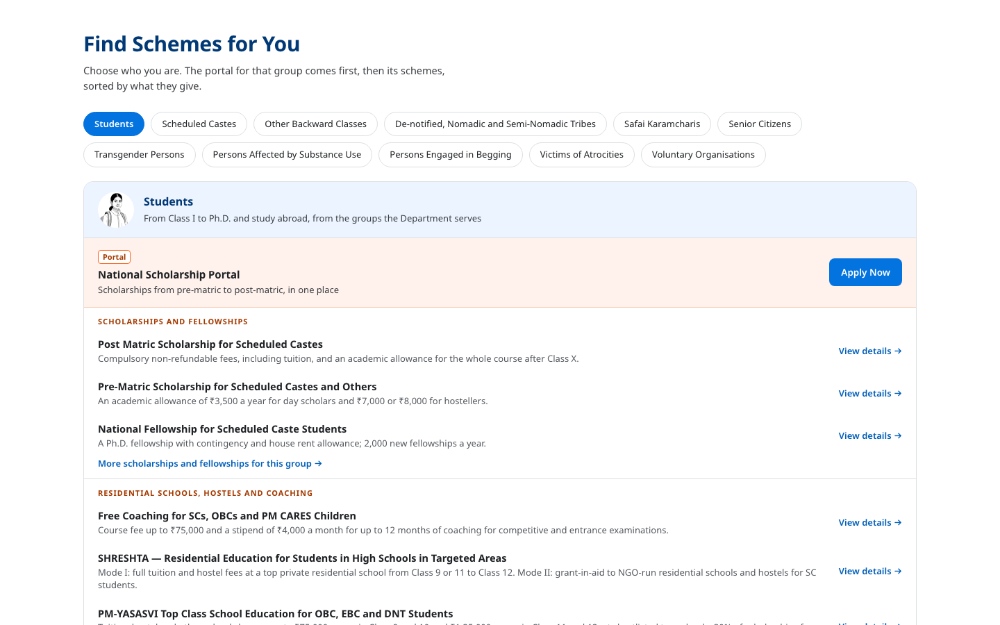 Find Schemes for You
Choose who you are. The portal for that group comes first, then its schemes,
sorted by what they give.
Students
Scheduled Castes
Other Backward Classes
De-notified, Nomadic and Semi-Nomadic Tribes
Safai Karamcharis
Senior Citizens
Transgender Persons
Persons Affected by Substance Use
Persons Engaged in Begging
Victims of Atrocities
Voluntary Organisations
Students
From Class I to Ph.D. and study abroad, from the groups the Department serves
Portal
National Scholarship Portal
Scholarships from pre-matric to post-matric, in one place
Apply Now
SCHOLARSHIPS AND FELLOWSHIPS
Post Matric Scholarship for Scheduled Castes
Compulsory non-refundable fees, including tuition, and an academic allowance for the whole course after Class X.
View details →
Pre-Matric Scholarship for Scheduled Castes and Others
An academic allowance of ₹3,500 a year for day scholars and ₹7,000 or ₹8,000 for hostellers.
View details →
National Fellowship for Scheduled Caste Students
A Ph.D. fellowship with contingency and house rent allowance; 2,000 new fellowships a year.
View details →
More scholarships and fellowships for this group →
RESIDENTIAL SCHOOLS, HOSTELS AND COACHING
Free Coaching for SCs, OBCs and PM CARES Children
Course fee up to ₹75,000 and a stipend of ₹4,000 a month for up to 12 months of coaching for competitive and entrance examinations.
View details →
SHRESHTA — Residential Education for Students in High Schools in Targeted Areas
Mode I: full tuition and hostel fees at a top private residential school from Class 9 or 11 to Class 12. Mode II: grant-in-aid to NGO-run residential schools and hostels for SC
students.
View details →
PM-YASASVI Top Class School Education for OBC, EBC and DNT Students